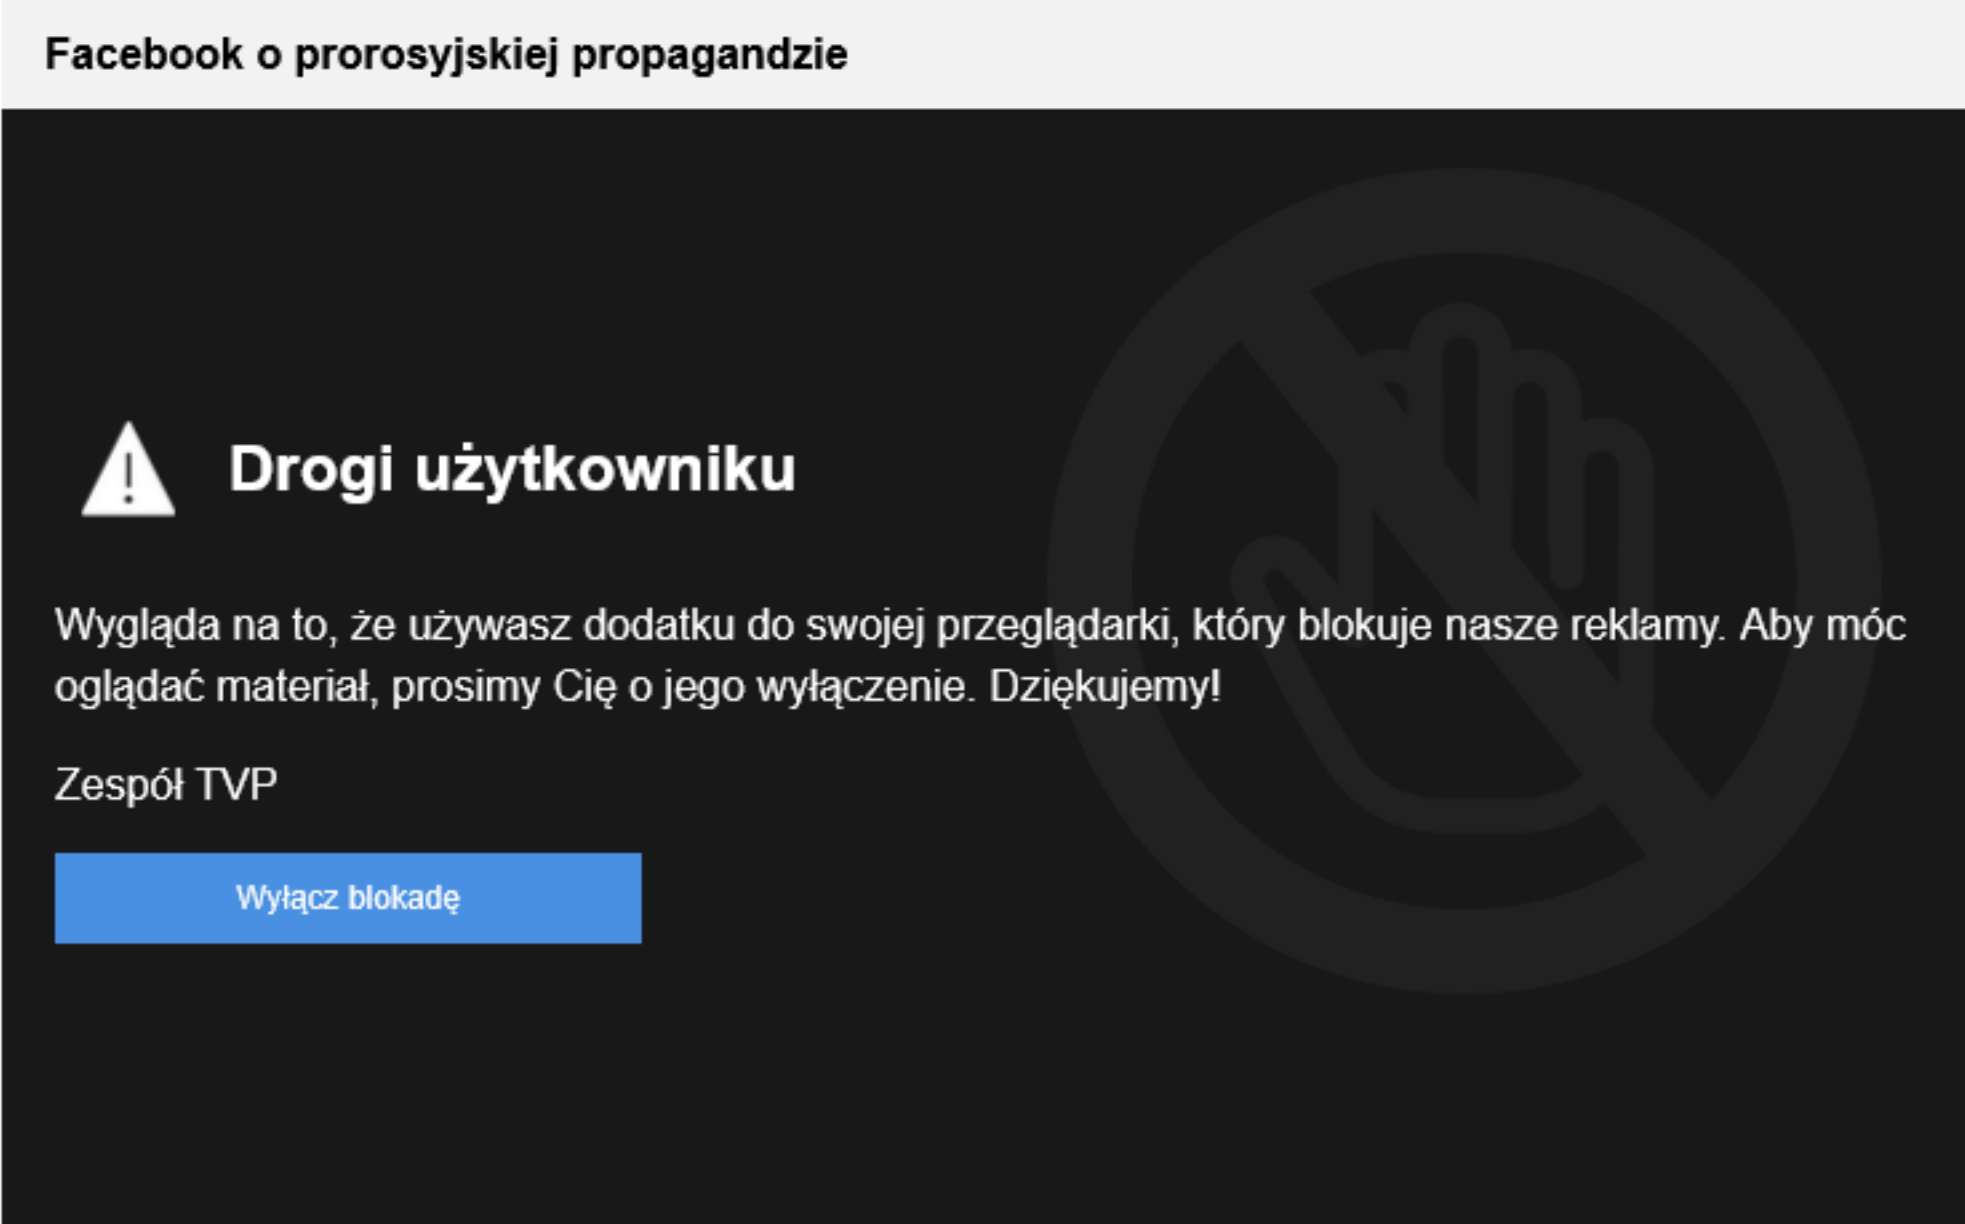 Facebook o prorosyjskiej propagandzie
Drogi użytkowniku
Wygląda na to, że używasz dodatku do swojej przeglądarki, który blokuje nasze reklamy. Aby móc
oglądać materiał, prosimy Cię o jego wyłączenie. Dziękujemy!
Zespół TVP
Wyłącz blokadę